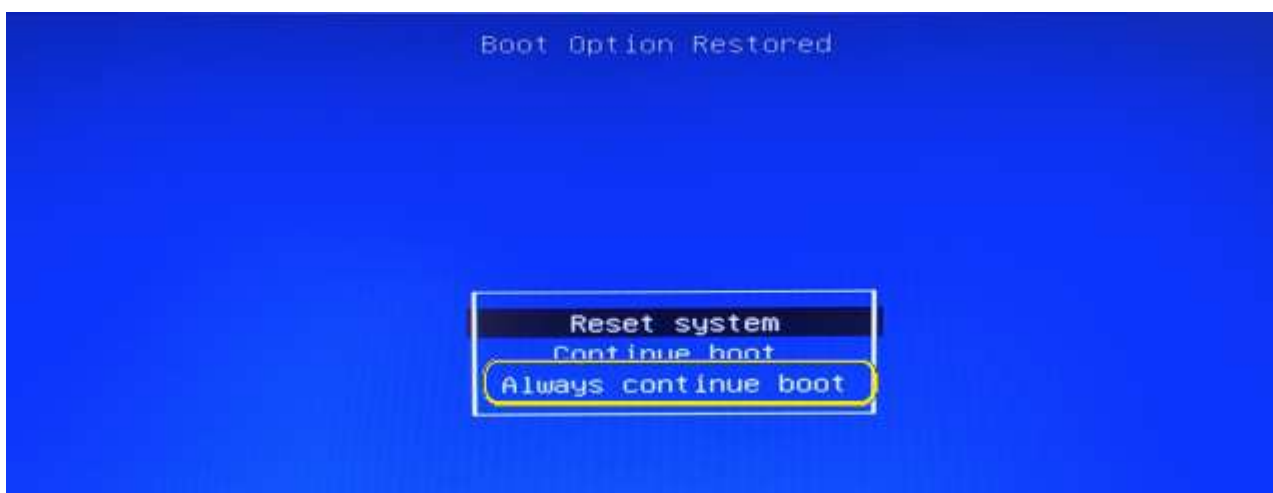 Boot Option Restored
Reset system
Continue boot
Always continue boot